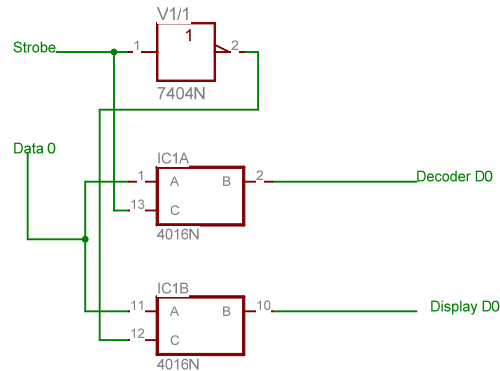 V1/1
Strobe 1 1 2
7404N
Data 0
IC1A
1 A B 2 Decoder D0
13 C
4016N
IC1B
11 A B 10 Display D0
12 C
4016N